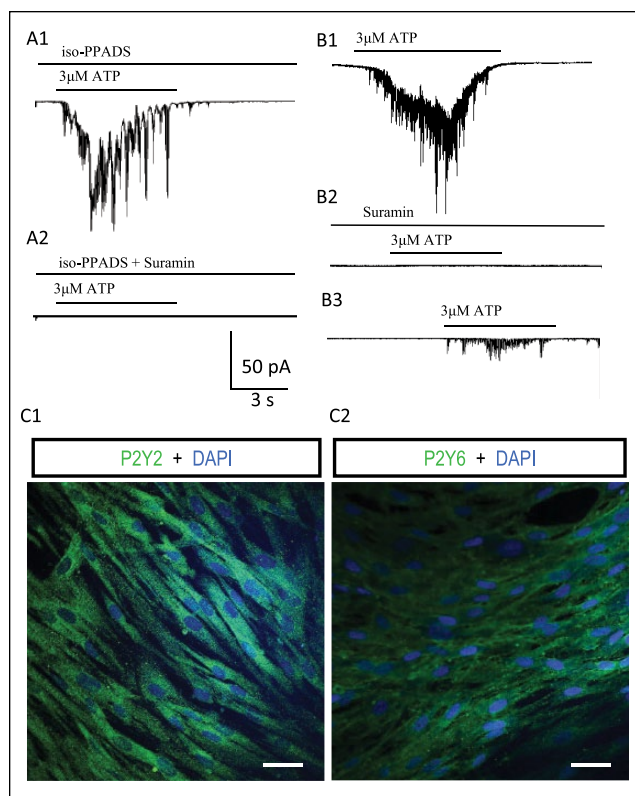 A1
iso-PPADS
3μM ATP
A2
iso-PPADS + Suramin
3μM ATP
50 pA
3 s
B1
3μM ATP
B2
Suramin
3μM ATP
B3
3μM ATP
C1
P2Y2 + DAPI
C2
P2Y6 + DAPI